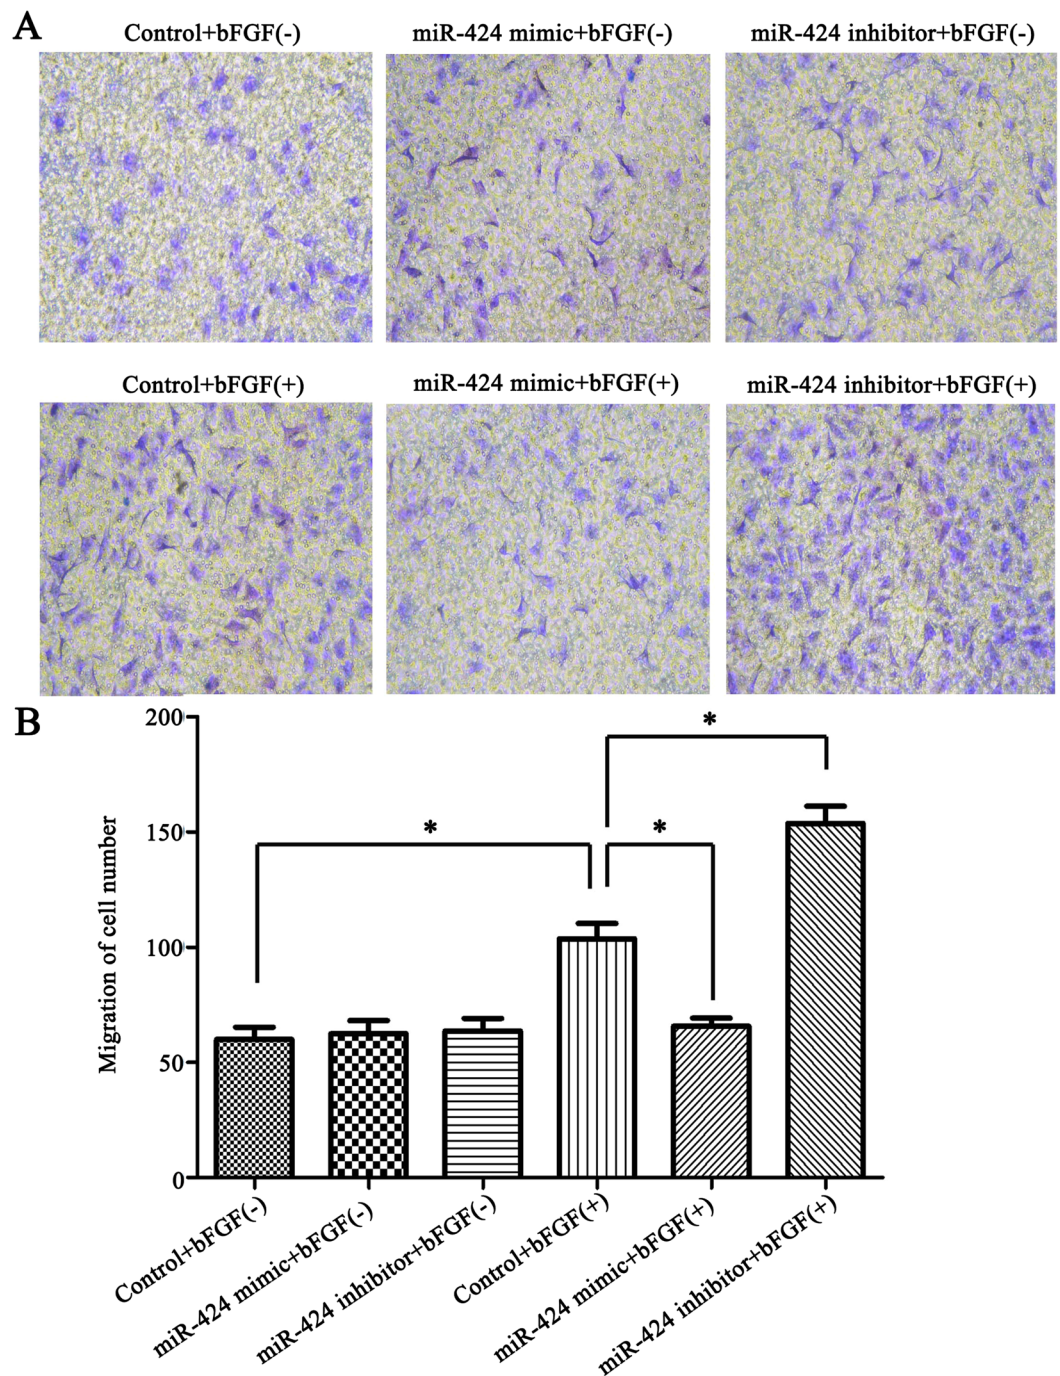 A
Control+bFGF(-)
miR-424 mimic+bFGF(-)
miR-424 inhibitor+bFGF(-)
Control+bFGF(+)
miR-424 mimic+bFGF(+)
miR-424 inhibitor+bFGF(+)
B
Migration of cell number
200
150
100
50
0
*
*
*
Control+bFGF(-)
miR-424 mimic+bFGF(-)
miR-424 inhibitor+bFGF(-)
Control+bFGF(+)
miR-424 mimic+bFGF(+)
miR-424 inhibitor+bFGF(+)